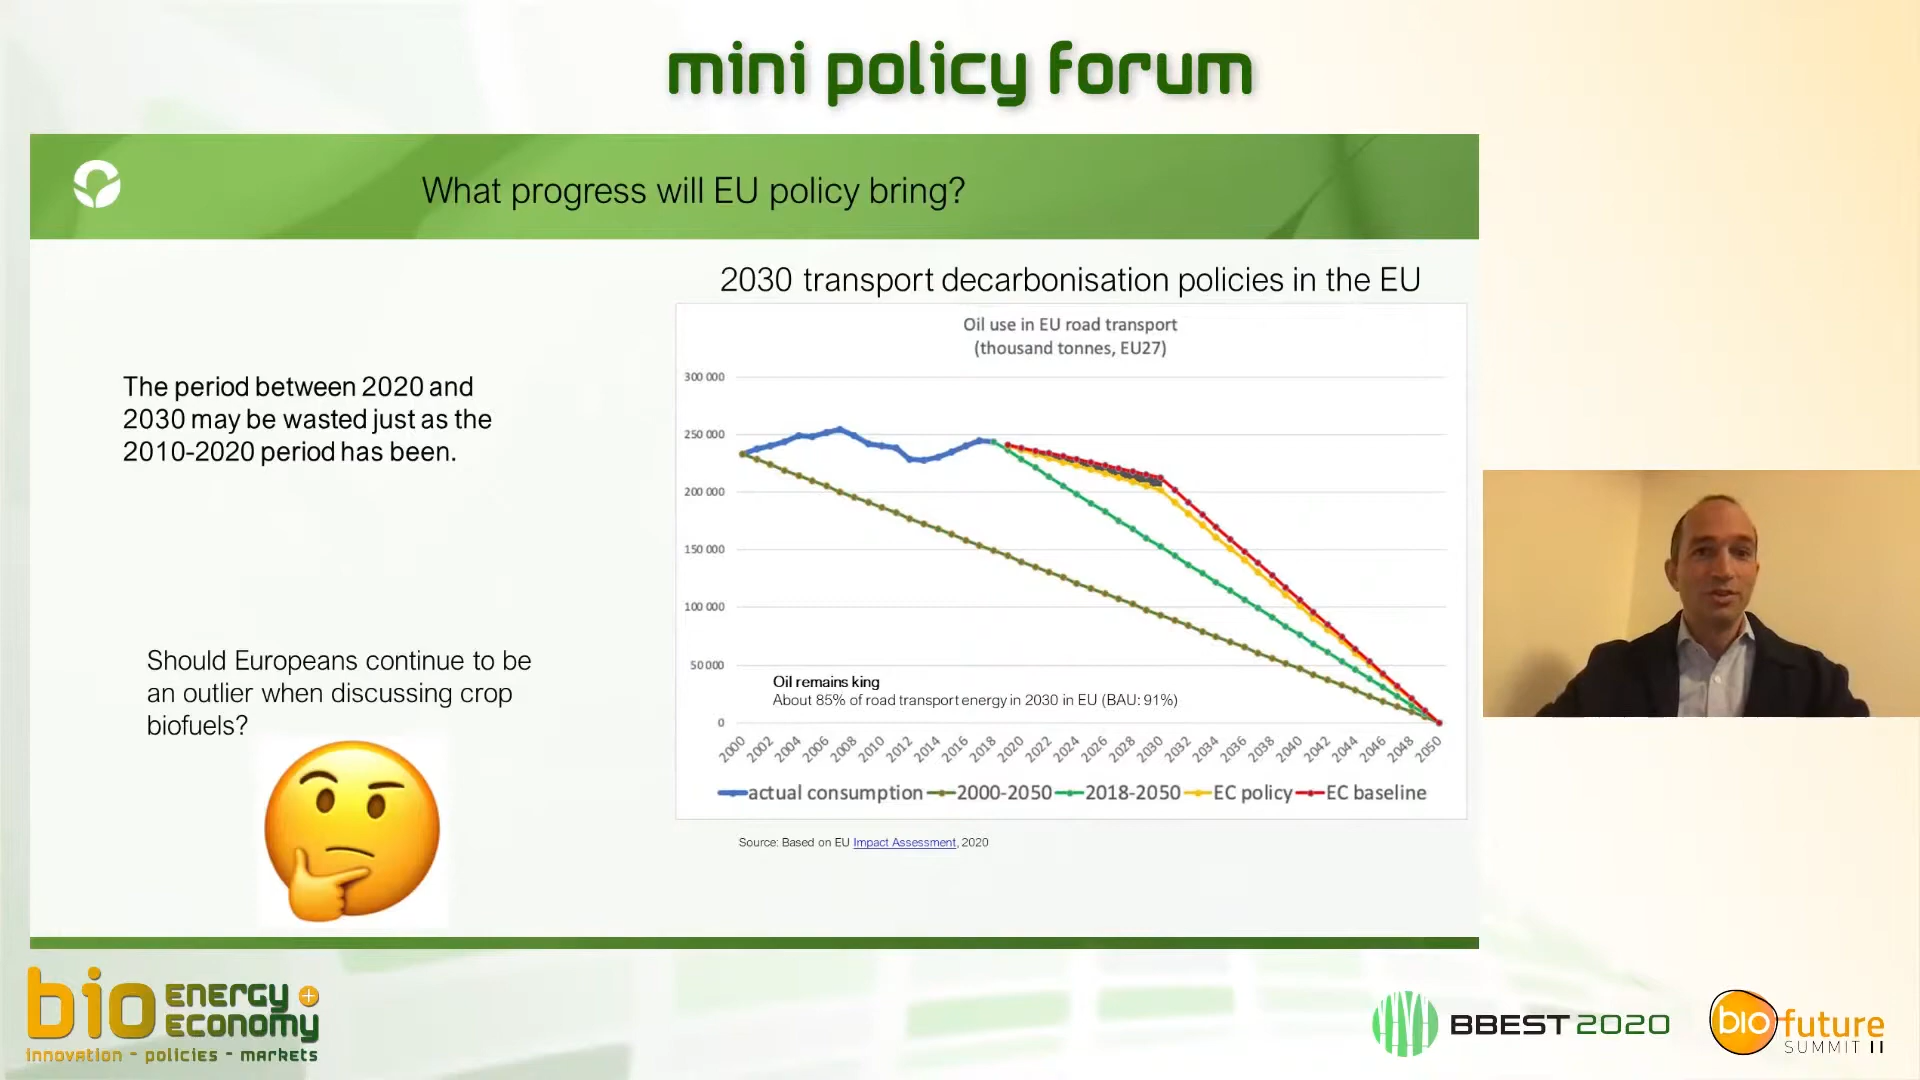 mini policy forum
What progress will EU policy bring?
2030 transport decarbonisation policies in the EU
The period between 2020 and
2030 may be wasted just as the
2010-2020 period has been.
Should Europeans continue to be
an outlier when discussing crop
biofuels?
Oil use in EU road transport
(thousand tonnes, EU27)
300 000
250 000
200 000
150 000
100 000
50 000
0
Oil remains king
About 85% of road transport energy in 2030 in EU (BAU: 91%)
2000 2002 2004 2006 2008 2010 2012 2014 2016 2018 2020 2022 2024 2026 2028 2030 2032 2034 2036 2038 2040 2042 2044 2046 2048 2050
actual consumption 2000-2050 2018-2050 EC policy EC baseline
Source: Based on EU Impact Assessment, 2020
bio ENERGY +
ECONOMY
innovation - policies - markets
BBEST 2020
bio future
SUMMIT II